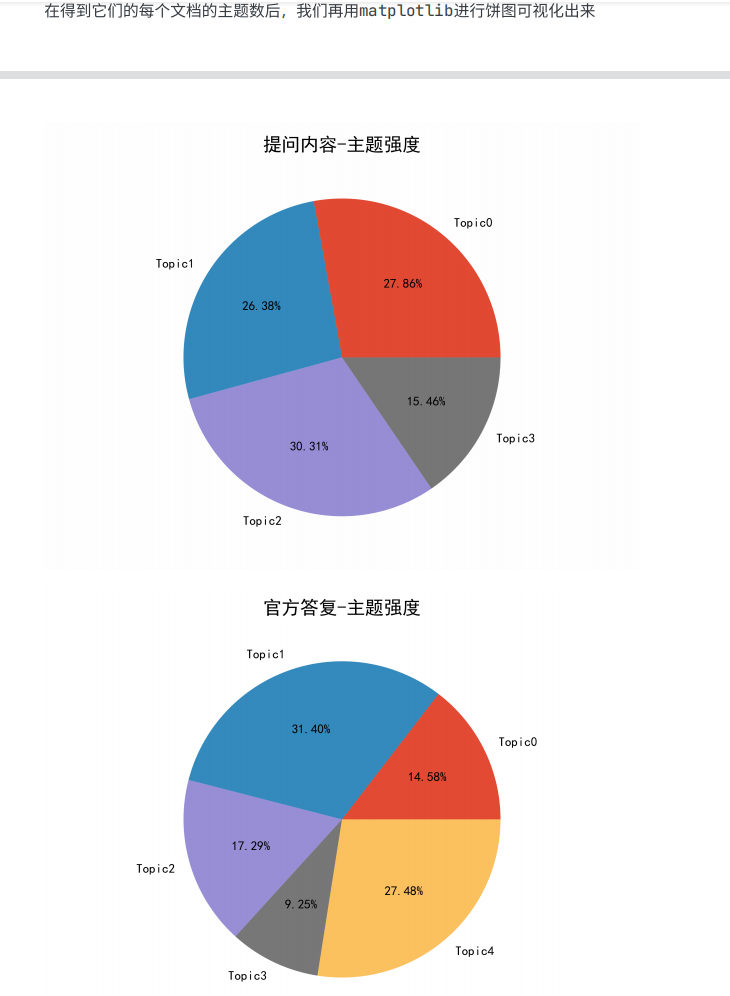 在得到它们的每个文档的主题数后，我们再用matplotlib进行饼图可视化出来
提问内容-主题强度
Topic0
Topic1
27.86%
26.38%
15.46%
Topic3
30.31%
Topic2
官方答复-主题强度
Topic1
31.40%
Topic0
14.58%
17.29%
Topic2
27.48%
9.25%
Topic4
Topic3